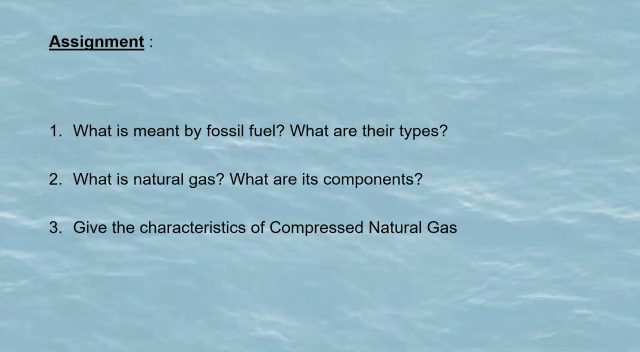 Assignment :
1. What is meant by fossil fuel? What are their types?
2. What is natural gas? What are its components?
3. Give the characteristics of Compressed Natural Gas